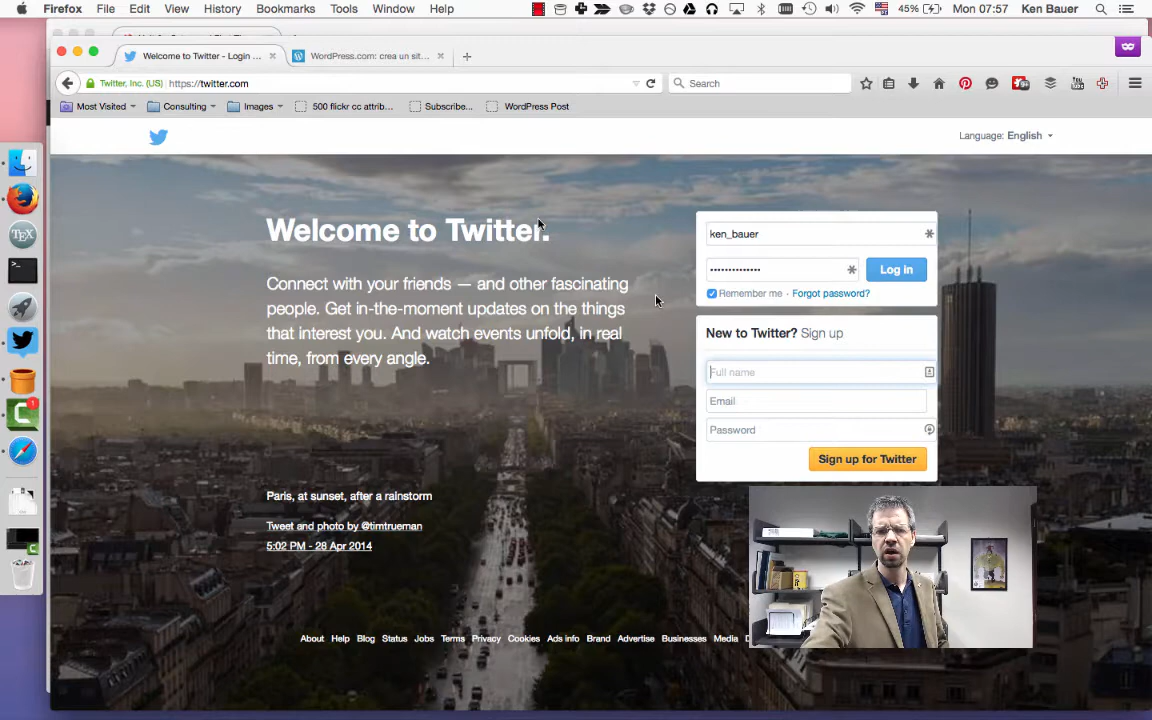 Firefox File Edit View History Bookmarks Tools Window Help 45% Mon 07:57 Ken Bauer
Welcome to Twitter - Login ... WordPress.com: crea un sit...
Twitter, Inc. (US) https://twitter.com Search
Most Visited Consulting Images 500 flickr cc attrib... Subscribe... WordPress Post
Language: English
Welcome to Twitter.
Connect with your friends — and other fascinating
people. Get in-the-moment updates on the things
that interest you. And watch events unfold, in real
time, from every angle.
ken_bauer
Log in
Remember me · Forgot password?
New to Twitter? Sign up
Full name
Email
Password
Sign up for Twitter
Paris, at sunset, after a rainstorm
Tweet and photo by @timtrueman
5:02 PM - 28 Apr 2014
About Help Blog Status Jobs Terms Privacy Cookies Ads info Brand Advertise Businesses Media
TEX
1